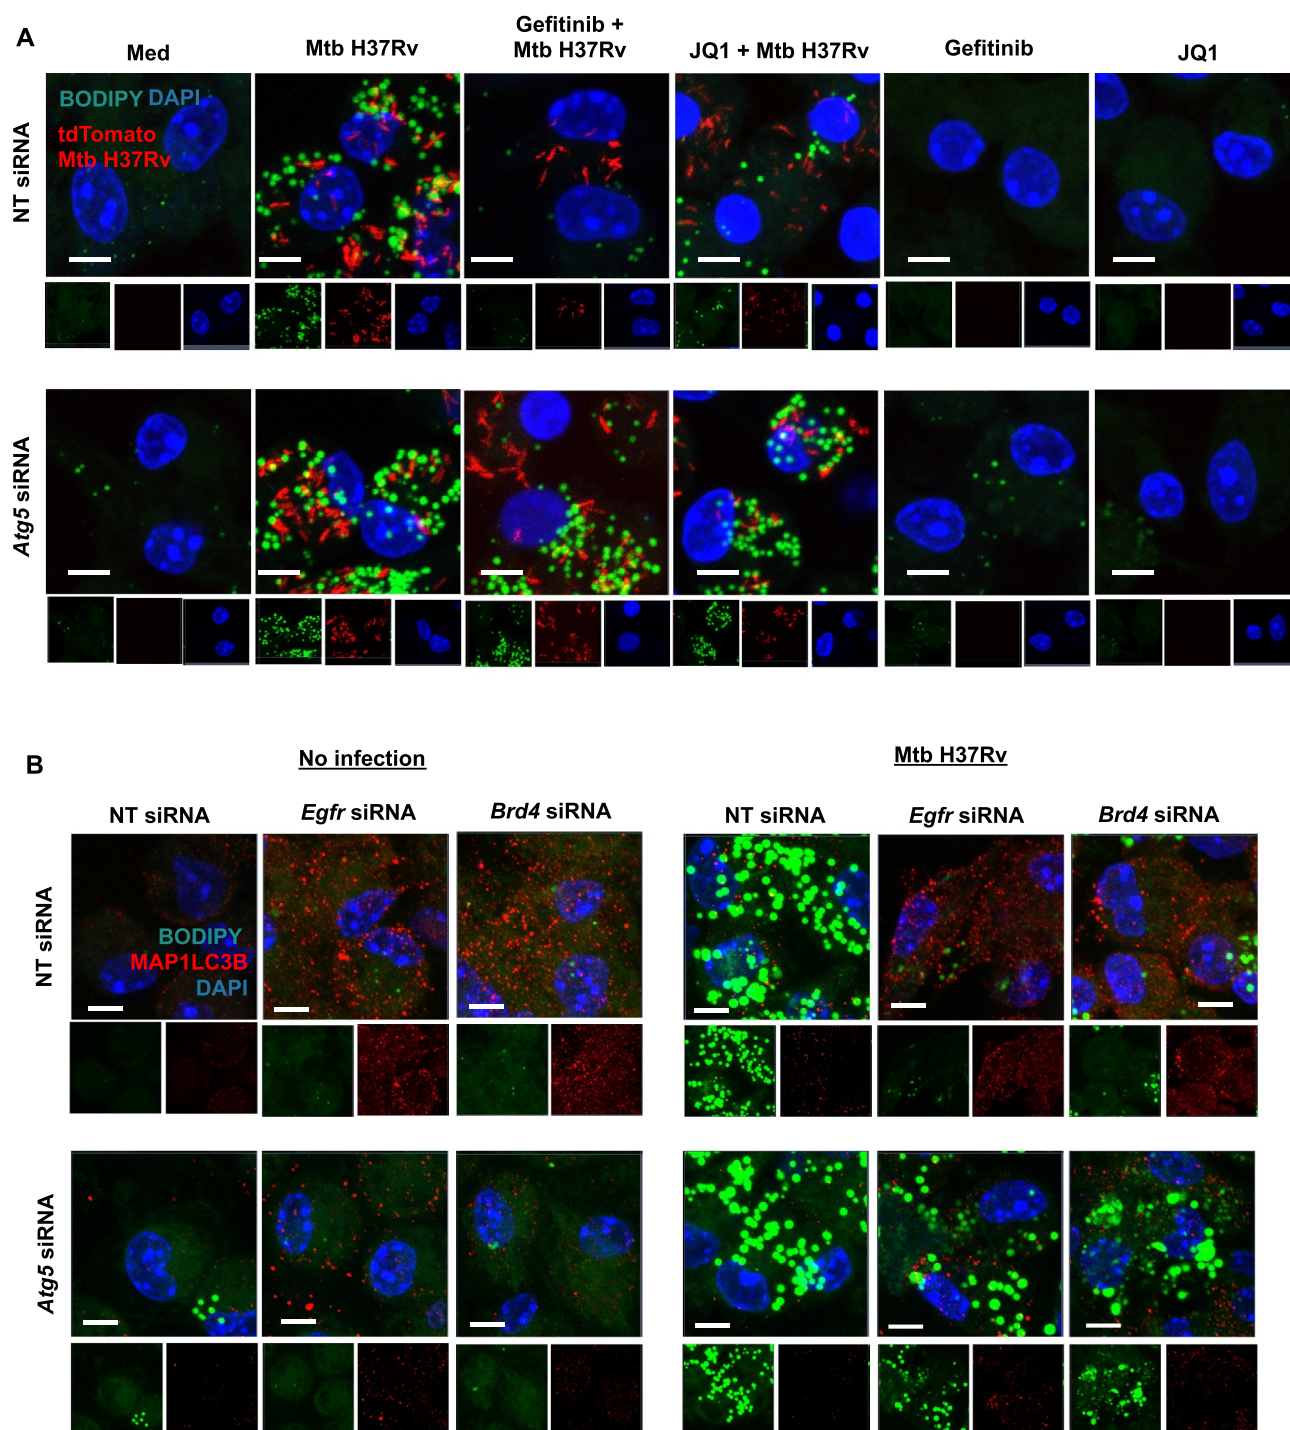 A
Med
Mtb H37Rv
Gefitinib +
Mtb H37Rv
JQ1 + Mtb H37Rv
Gefitinib
JQ1
NT siRNA
BODIPY DAPI
tdTomato
Mtb H37Rv
Atg5 siRNA
B
No infection
Mtb H37Rv
NT siRNA
Egfr siRNA
Brd4 siRNA
NT siRNA
Egfr siRNA
Brd4 siRNA
NT siRNA
BODIPY
MAP1LC3B
DAPI
Atg5 siRNA